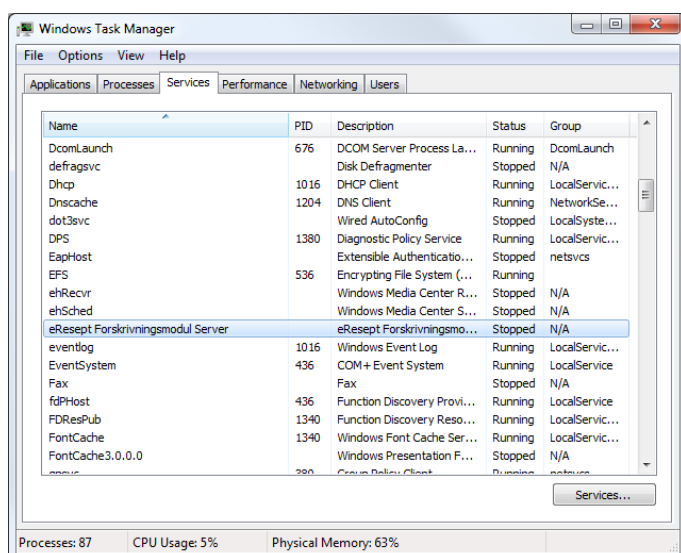 Windows Task Manager
File Options View Help
Applications Processes Services Performance Networking Users
Name PID Description Status Group
DcomLaunch 676 DCOM Server Process La... Running DcomLaunch
defragsvc Disk Defragmenter Stopped N/A
Dhcp 1016 DHCP Client Running LocalServic...
Dnscache 1204 DNS Client Running NetworkSe...
dot3svc Wired AutoConfig Stopped LocalSyste...
DPS 1380 Diagnostic Policy Service Running LocalServic...
EapHost Extensible Authenticatio... Stopped netsvcs
EFS 536 Encrypting File System (... Running
ehRecvr Windows Media Center R... Stopped N/A
ehSched Windows Media Center S... Stopped N/A
eResept Forskrivningsmodul Server eResept Forskrivningsmo... Stopped N/A
eventlog 1016 Windows Event Log Running LocalServic...
EventSystem 436 COM+ Event System Running LocalService
Fax Fax Stopped N/A
fdPHost 436 Function Discovery Provi... Running LocalService
FDResPub 1340 Function Discovery Reso... Running LocalServic...
FontCache 1340 Windows Font Cache Ser... Running LocalServic...
FontCache3.0.0.0 Windows Presentation F... Stopped N/A
gpsvc 380 Group Policy Client Running netsvcs
Services...
Processes: 87 CPU Usage: 5% Physical Memory: 63%